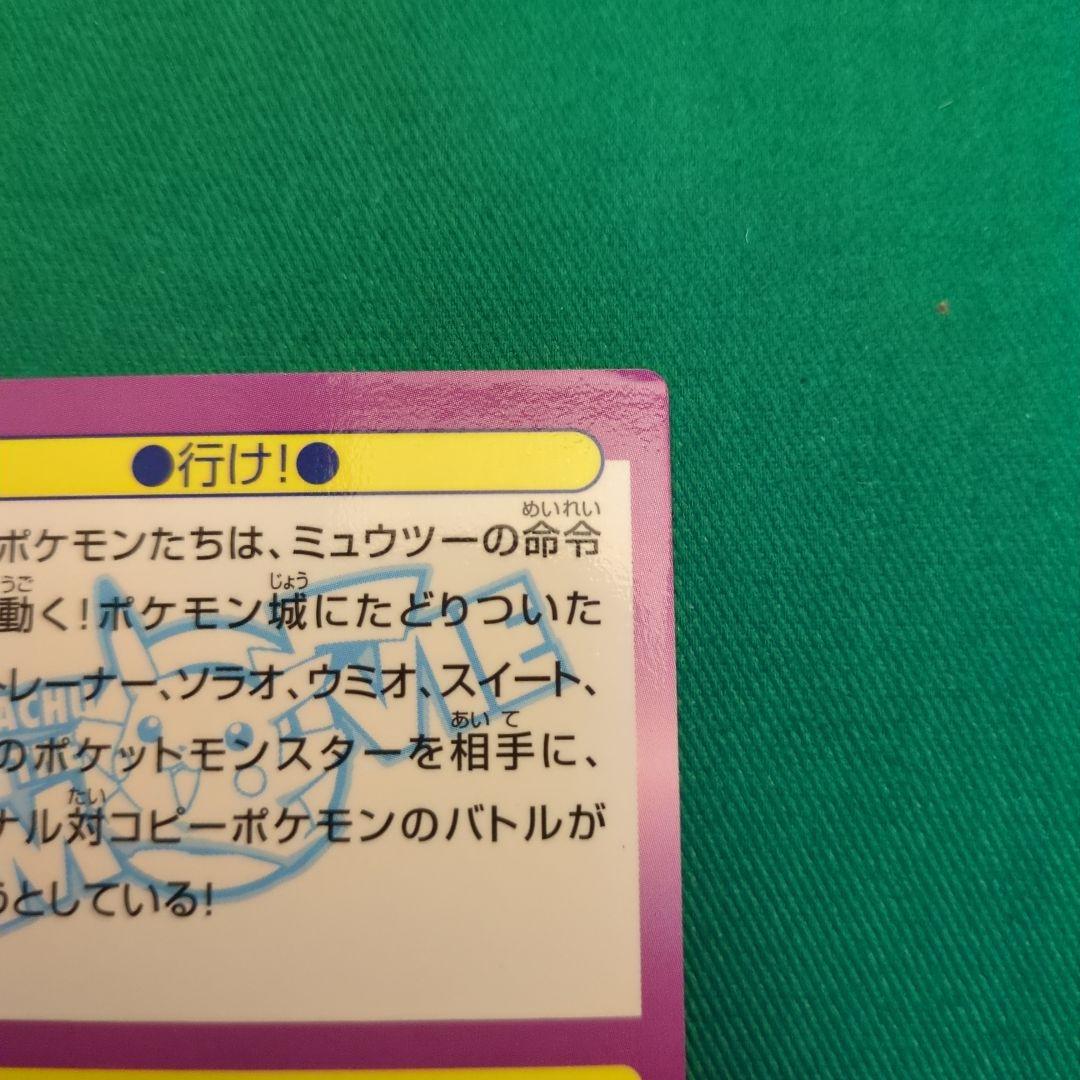 ●行け!●
めいれい
ポケモンたちは、ミュウツーの命令
うご じょう
動く!ポケモン城にたどりついた
トレーナー、ソラオ、ウミオ、スイート、
あい て
のポケットモンスターを相手に、
たい
ナル対コピーポケモンのバトルが
うとしている!